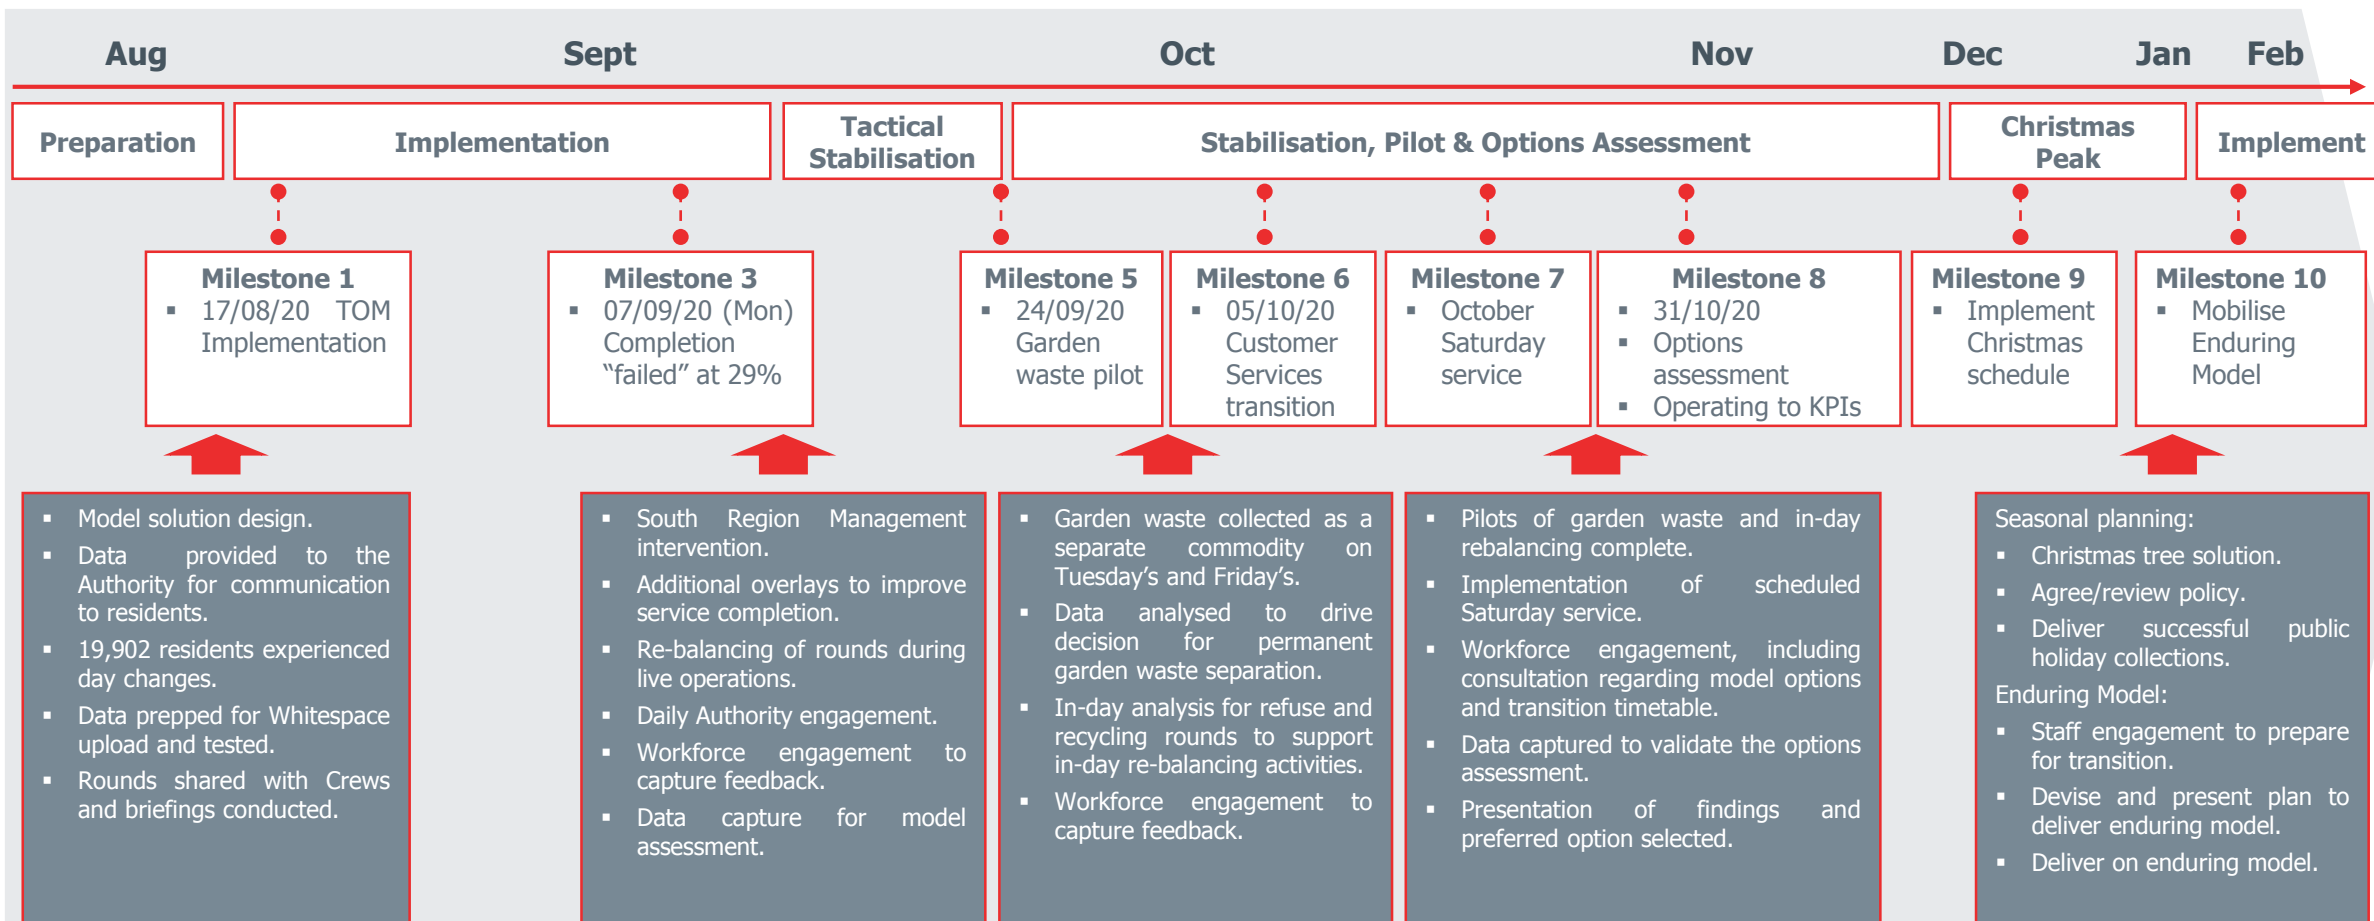 Aug
Sept
Oct
Nov
Dec
Jan
Feb
Preparation
Implementation
Tactical
Stabilisation
Stabilisation, Pilot & Options Assessment
Christmas
Peak
Implement
Milestone 1
▪ 17/08/20 TOM
Implementation
Milestone 3
▪ 07/09/20 (Mon)
Completion
“failed” at 29%
Milestone 5
▪ 24/09/20
Garden
waste pilot
Milestone 6
▪ 05/10/20
Customer
Services
transition
Milestone 7
▪ October
Saturday
service
Milestone 8
▪ 31/10/20
▪ Options
assessment
▪ Operating to KPIs
Milestone 9
▪ Implement
Christmas
schedule
Milestone 10
▪ Mobilise
Enduring
Model
▪ Model solution design.
▪ Data provided to the
Authority for communication
to residents.
▪ 19,902 residents experienced
day changes.
▪ Data prepped for Whitespace
upload and tested.
▪ Rounds shared with Crews
and briefings conducted.
▪ South Region Management
intervention.
▪ Additional overlays to improve
service completion.
▪ Re-balancing of rounds during
live operations.
▪ Daily Authority engagement.
▪ Workforce engagement to
capture feedback.
▪ Data capture for model
assessment.
▪ Garden waste collected as a
separate commodity on
Tuesday’s and Friday’s.
▪ Data analysed to drive
decision for permanent
garden waste separation.
▪ In-day analysis for refuse and
recycling rounds to support
in-day re-balancing activities.
▪ Workforce engagement to
capture feedback.
▪ Pilots of garden waste and in-day
rebalancing complete.
▪ Implementation of scheduled
Saturday service.
▪ Workforce engagement, including
consultation regarding model options
and transition timetable.
▪ Data captured to validate the options
assessment.
▪ Presentation of findings and
preferred option selected.
Seasonal planning:
▪ Christmas tree solution.
▪ Agree/review policy.
▪ Deliver successful public
holiday collections.
Enduring Model:
▪ Staff engagement to prepare
for transition.
▪ Devise and present plan to
deliver enduring model.
▪ Deliver on enduring model.